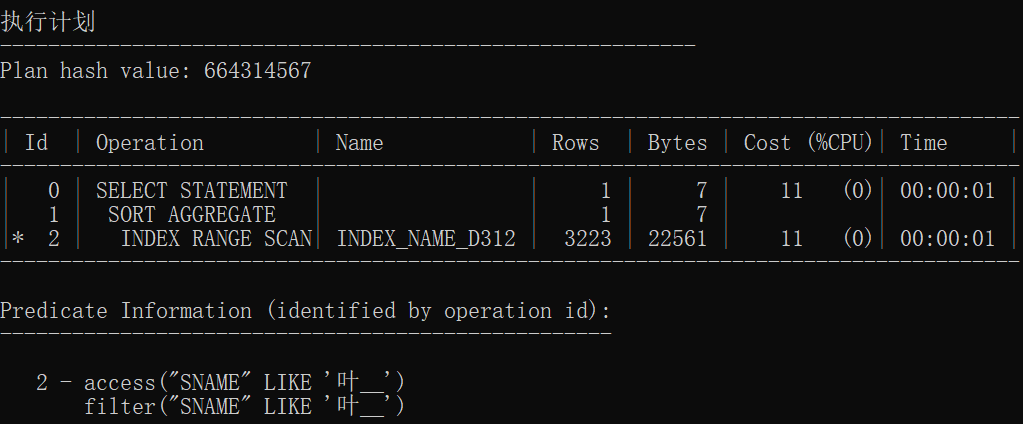 执行计划
----------------------------------------------------------
Plan hash value: 664314567

-------------------------------------------------------------------------------------
| Id  | Operation         | Name            | Rows  | Bytes | Cost (%CPU)| Time     |
-------------------------------------------------------------------------------------
|   0 | SELECT STATEMENT  |                 |     1 |     7 |    11   (0)| 00:00:01 |
|   1 |  SORT AGGREGATE   |                 |     1 |     7 |            |          |
|*  2 |   INDEX RANGE SCAN| INDEX_NAME_D312 |  3223 | 22561 |    11   (0)| 00:00:01 |
-------------------------------------------------------------------------------------

Predicate Information (identified by operation id):
---------------------------------------------------

   2 - access("SNAME" LIKE '叶__')
       filter("SNAME" LIKE '叶__')